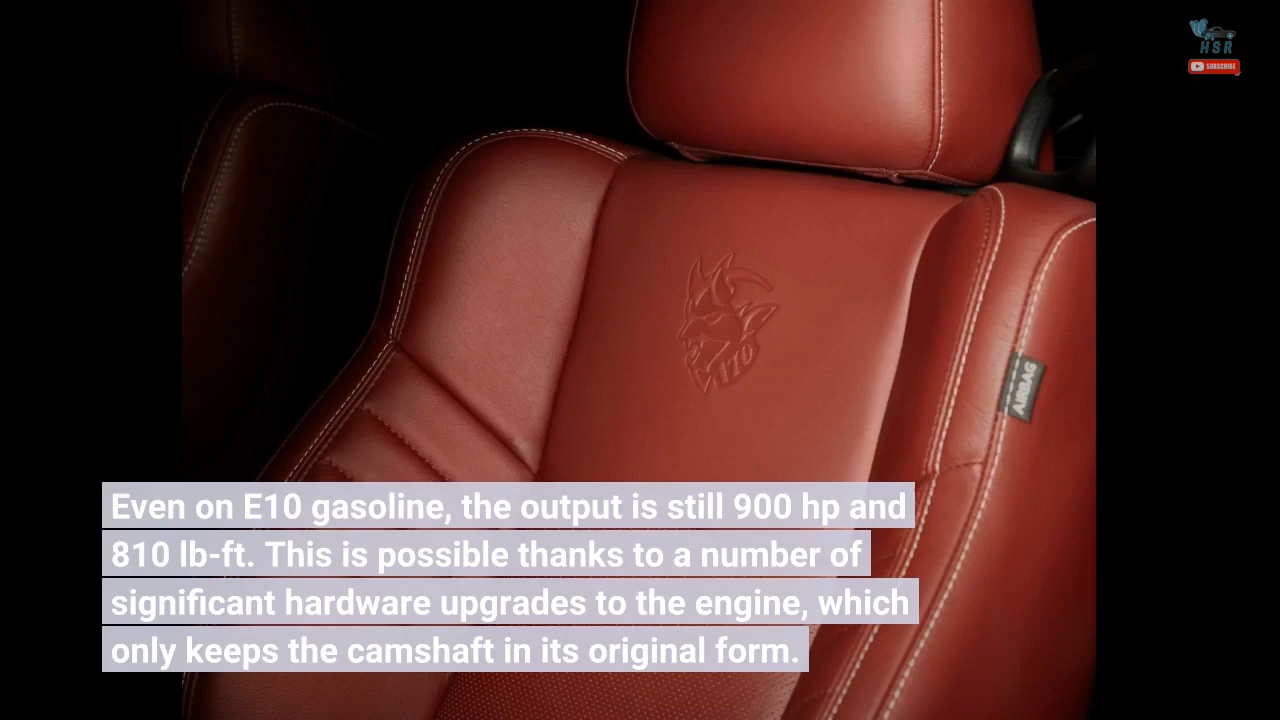 HSR
SUBSCRIBE
170
AIRBAG
Even on E10 gasoline, the output is still 900 hp and
810 lb-ft. This is possible thanks to a number of
significant hardware upgrades to the engine, which
only keeps the camshaft in its original form.